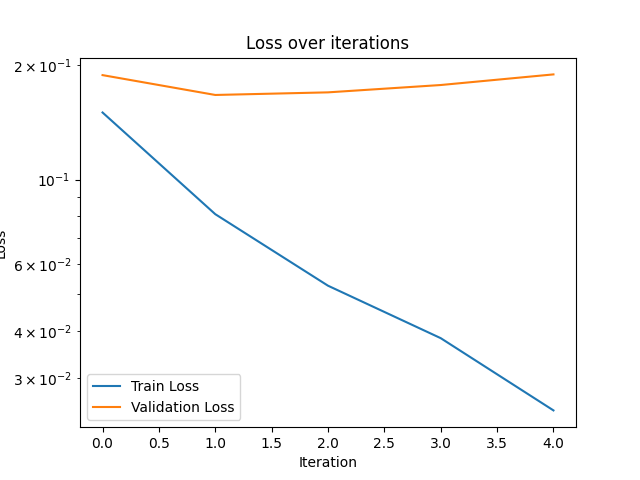 Loss over iterations
2 × 10⁻¹
10⁻¹
6 × 10⁻²
4 × 10⁻²
3 × 10⁻²
Loss
Train Loss
Validation Loss
0.0 0.5 1.0 1.5 2.0 2.5 3.0 3.5 4.0
Iteration